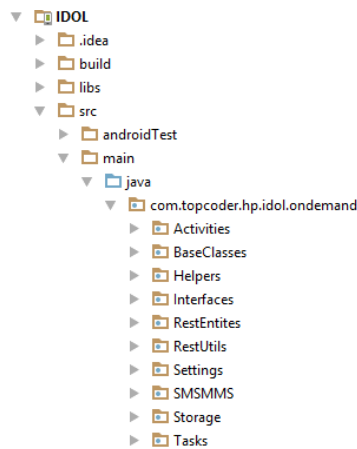 IDOL
.idea
build
libs
src
androidTest
main
java
com.topcoder.hp.idol.ondemand
Activities
BaseClasses
Helpers
Interfaces
RestEntites
RestUtils
Settings
SMSMMS
Storage
Tasks